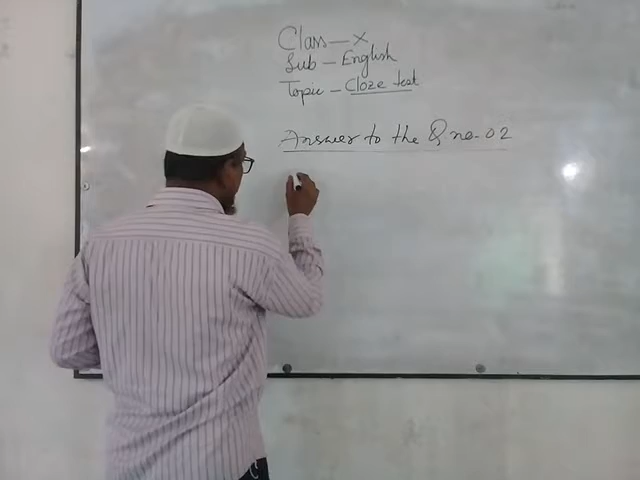 Class - X
Sub - English
Topic - Cloze test
Answer to the Q no. 02